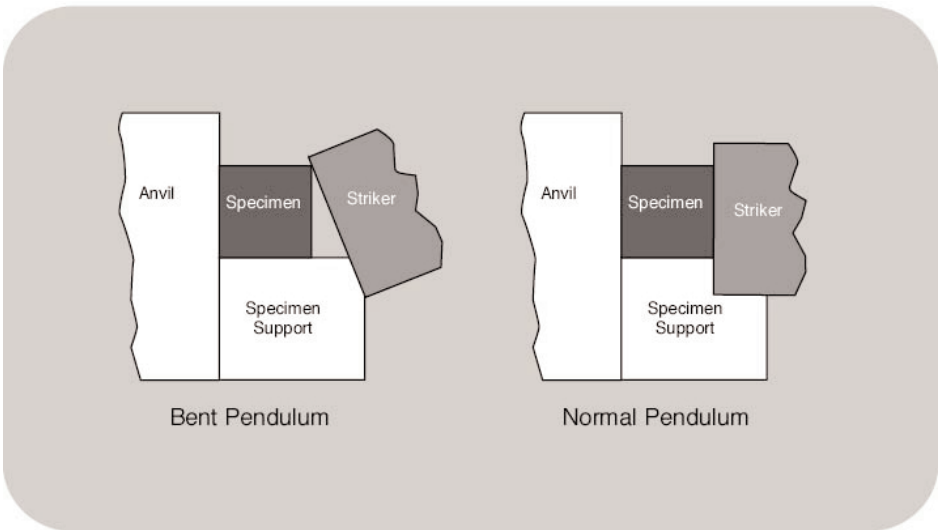 Anvil
Specimen
Striker
Specimen
Support
Bent Pendulum
Anvil
Specimen
Striker
Specimen
Support
Normal Pendulum